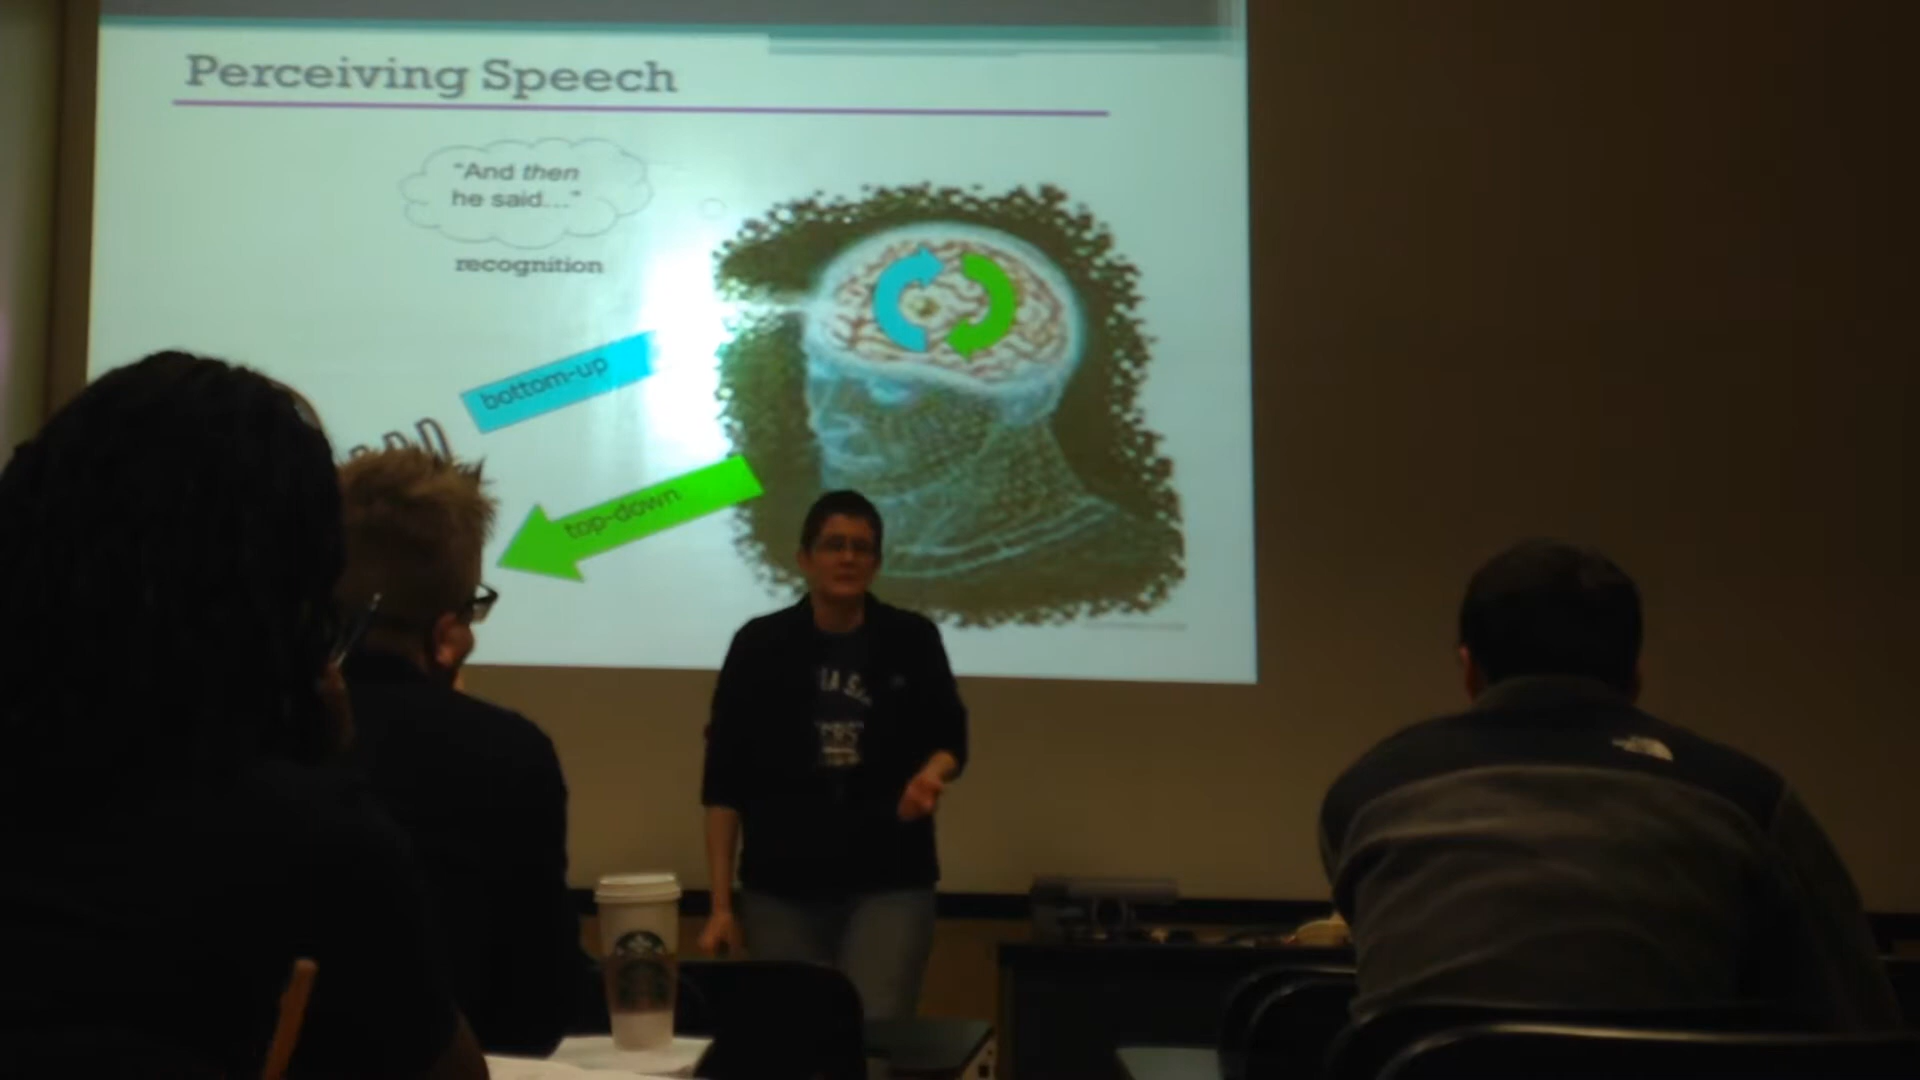 Perceiving Speech
"And then
he said..."
recognition
bottom-up
top-down